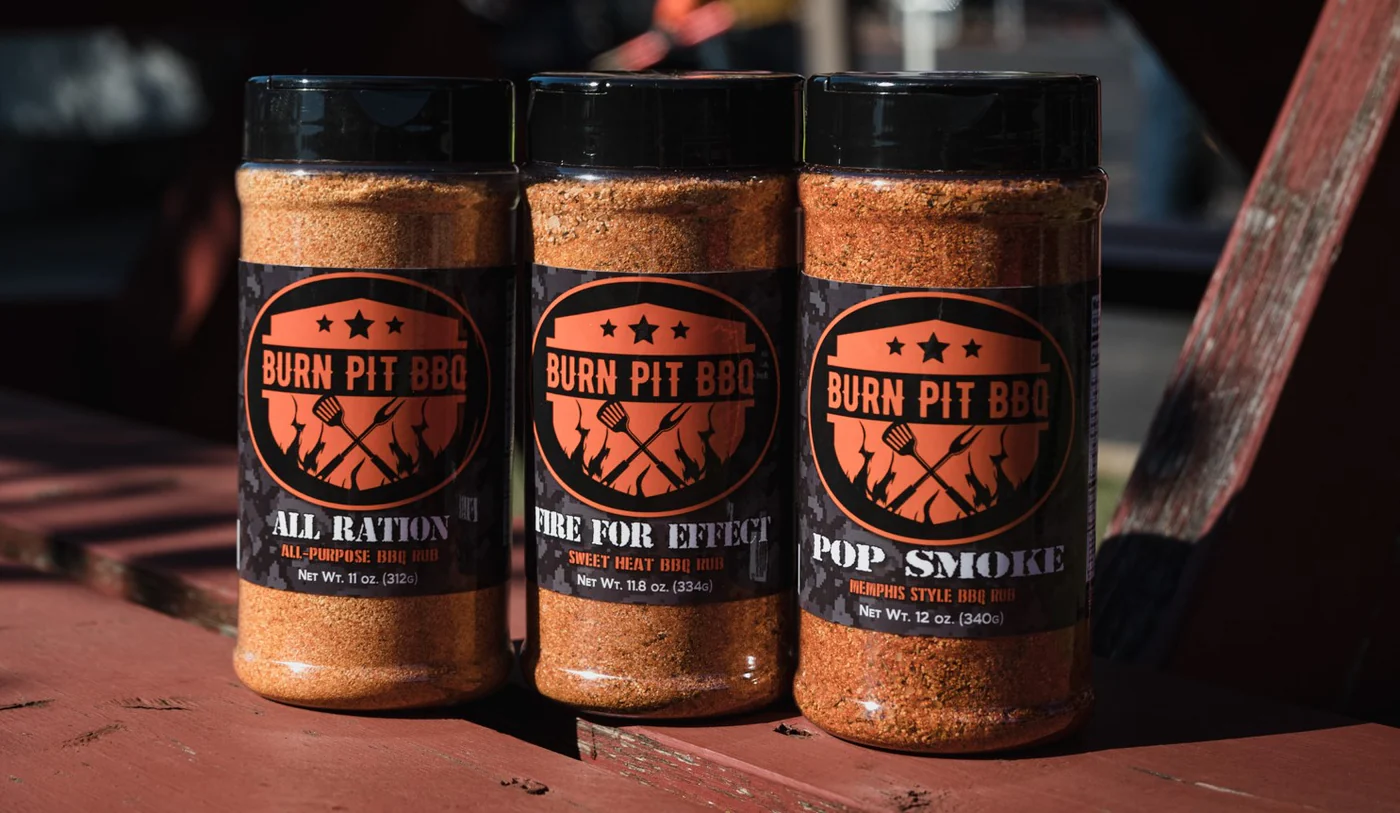 BURN PIT BBQ
ALL RATION
ALL-PURPOSE BBQ RUB
NET WT. 11 OZ. (312G)
BURN PIT BBQ
FIRE FOR EFFECT
SWEET HEAT BBQ RUB
NET WT. 11.8 OZ. (334G)
BURN PIT BBQ
POP SMOKE
MEMPHIS STYLE BBQ RUB
NET WT. 12 OZ. (340G)